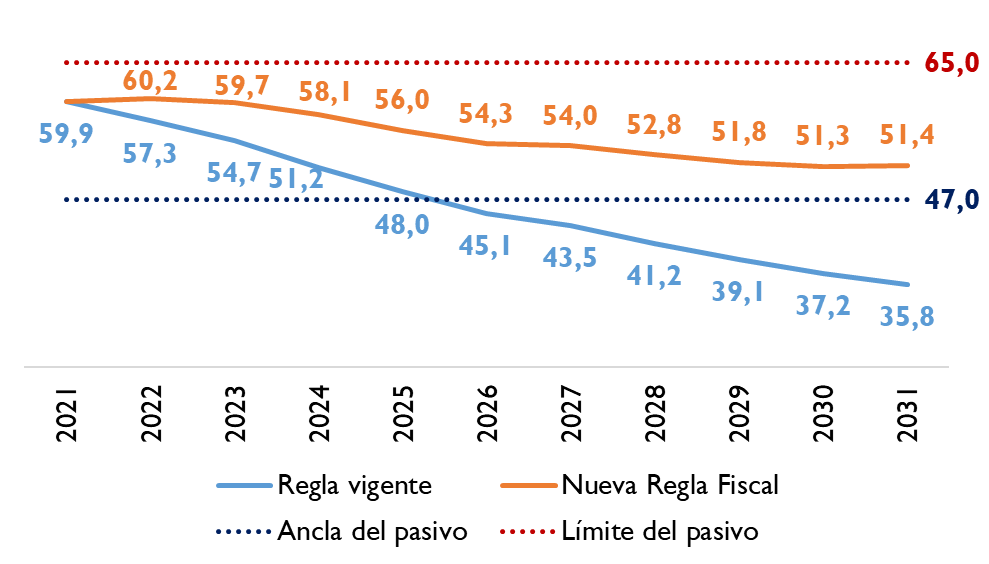 65,0
60,2 59,7 58,1 56,0 54,3 54,0 52,8 51,8 51,3 51,4
59,9 57,3 54,7 51,2 48,0 45,1 43,5 41,2 39,1 37,2 35,8
47,0
2021 2022 2023 2024 2025 2026 2027 2028 2029 2030 2031
Regla vigente Nueva Regla Fiscal
Ancla del pasivo Límite del pasivo